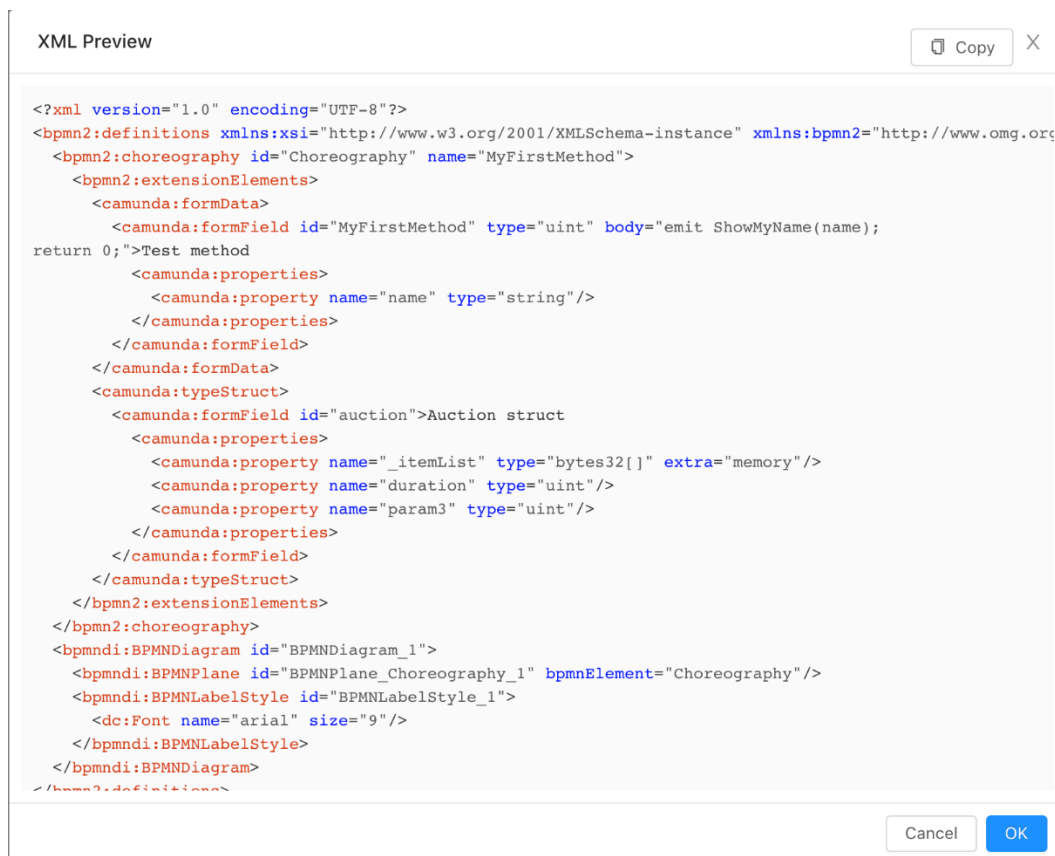 XML Preview
Copy X
<?xml version="1.0" encoding="UTF-8"?>
<bpmn2:definitions xmlns:xsi="http://www.w3.org/2001/XMLSchema-instance" xmlns:bpmn2="http://www.omg.org
<bpmn2:choreography id="Choreography" name="MyFirstMethod">
<bpmn2:extensionElements>
<camunda:formData>
<camunda:formField id="MyFirstMethod" type="uint" body="emit ShowMyName(name);
return 0;">Test method
<camunda:properties>
<camunda:property name="name" type="string"/>
</camunda:properties>
</camunda:formField>
</camunda:formData>
<camunda:typeStruct>
<camunda:formField id="auction">Auction struct
<camunda:properties>
<camunda:property name="_itemList" type="bytes32[]" extra="memory"/>
<camunda:property name="duration" type="uint"/>
<camunda:property name="param3" type="uint"/>
</camunda:properties>
</camunda:formField>
</camunda:typeStruct>
</bpmn2:extensionElements>
</bpmn2:choreography>
<bpmndi:BPMNDiagram id="BPMNDiagram_1">
<bpmndi:BPMNPlane id="BPMNPlane_Choreography_1" bpmnElement="Choreography"/>
<bpmndi:BPMNLabelStyle id="BPMNLabelStyle_1">
<dc:Font name="arial" size="9"/>
</bpmndi:BPMNLabelStyle>
</bpmndi:BPMNDiagram>
</bpmn2:definitions>
Cancel OK